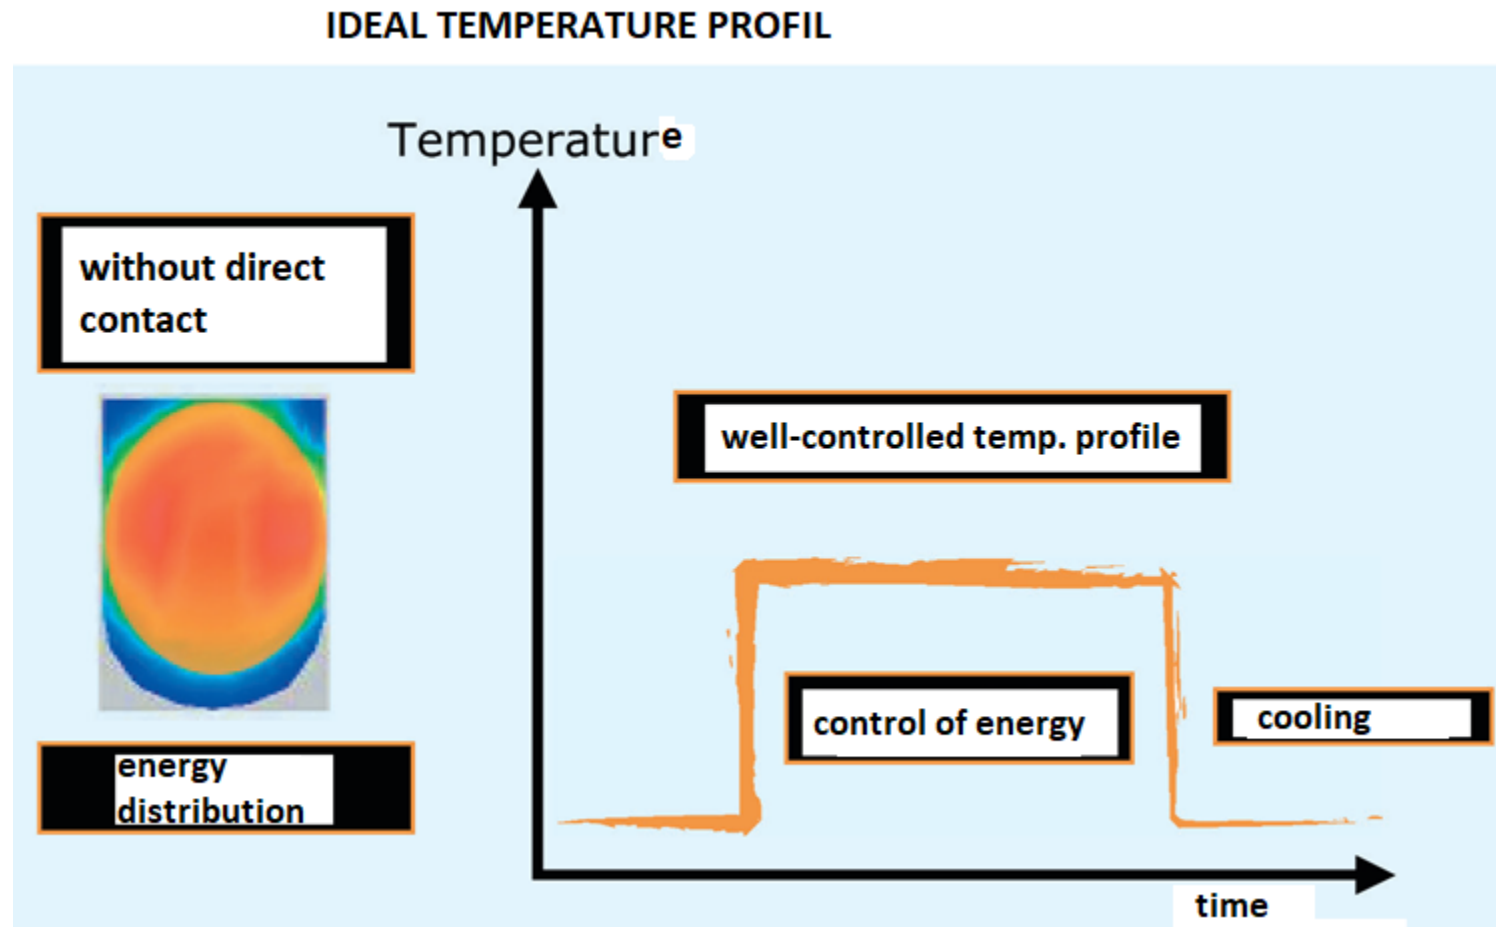 IDEAL TEMPERATURE PROFIL
Temperature
without direct
contact
well-controlled temp. profile
control of energy
cooling
energy
distribution
time